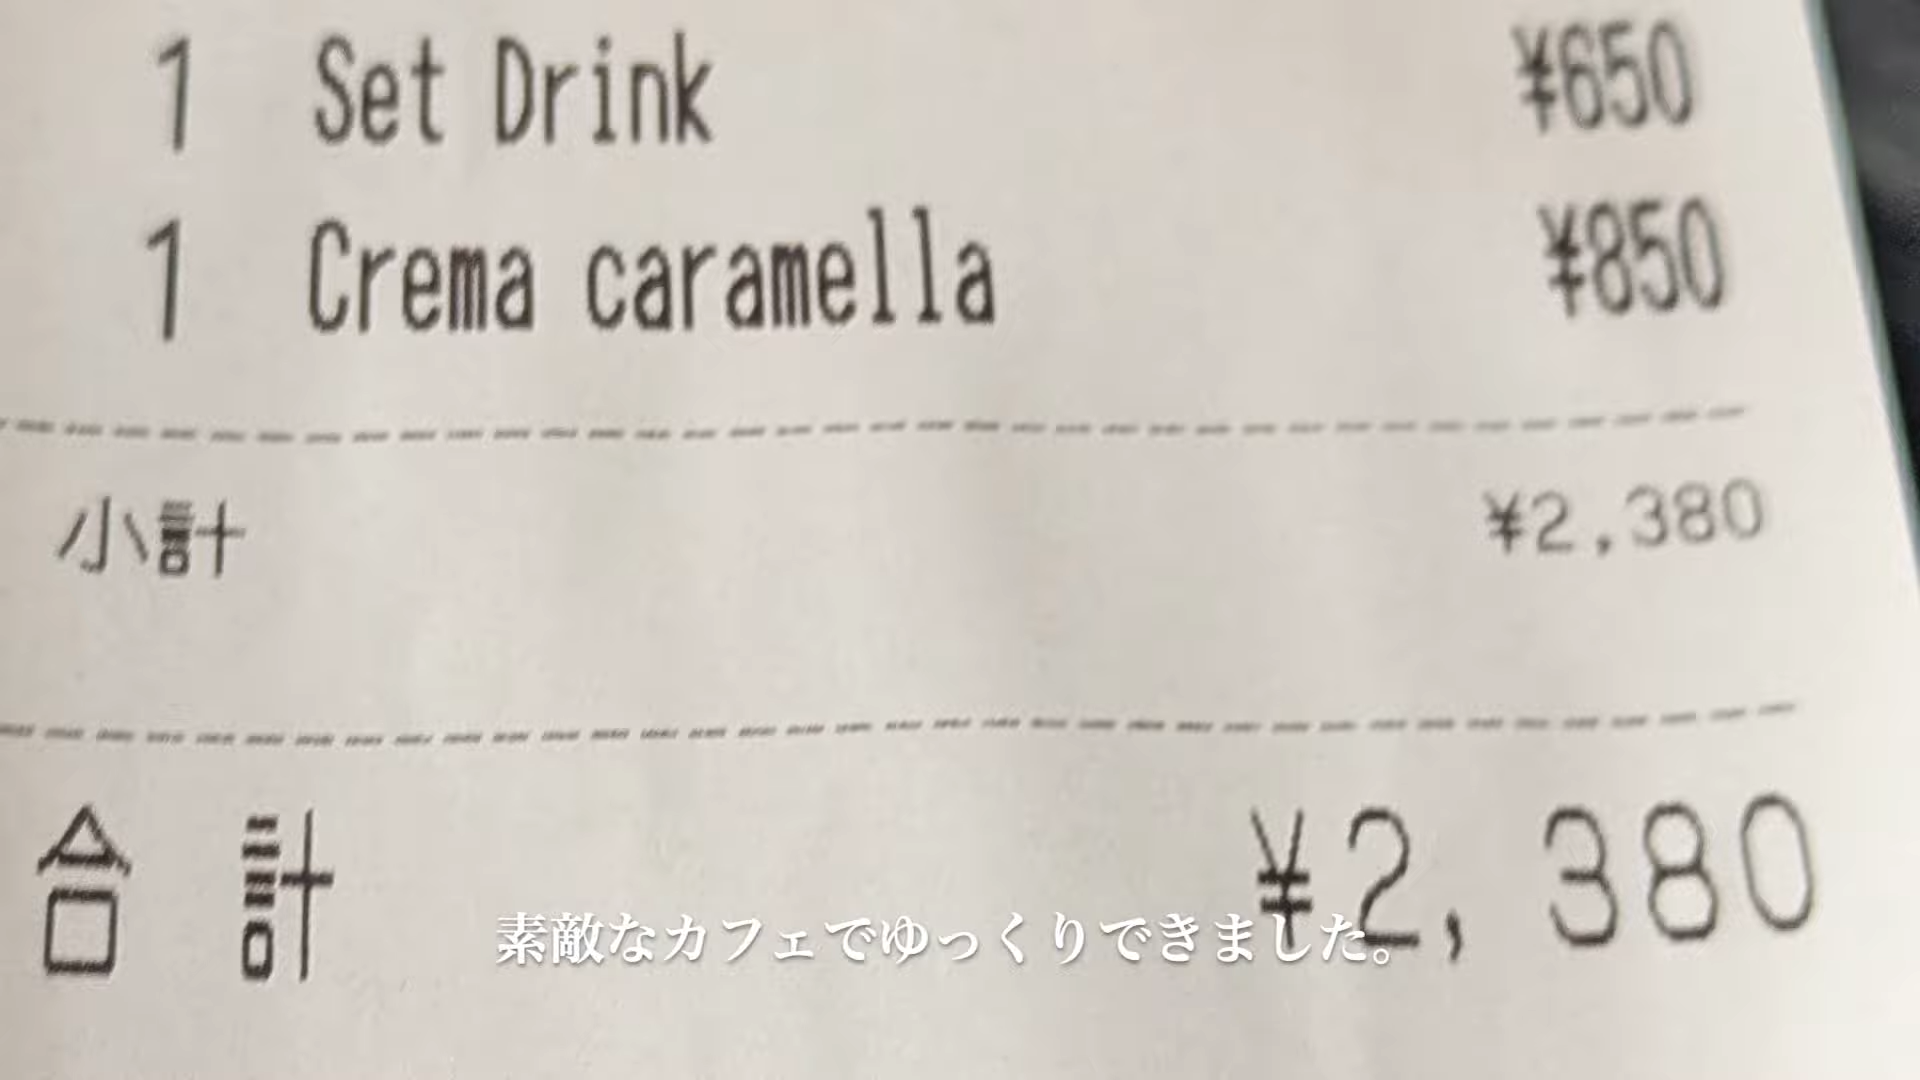 1 Set Drink ¥650
1 Crema caramella ¥850
小計 ¥2,380
合計 ¥2,380
素敵なカフェでゆっくりできました。